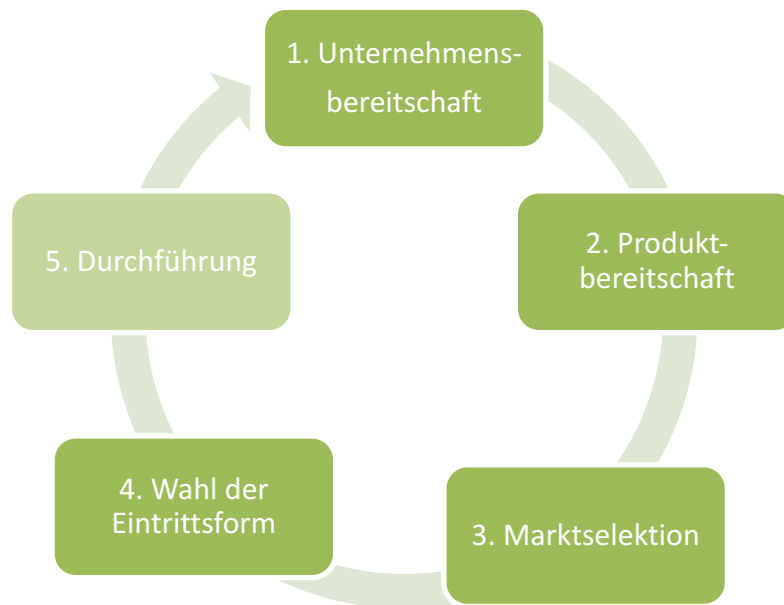 1. Unternehmens-
bereitschaft
2. Produkt-
bereitschaft
3. Marktselektion
4. Wahl der
Eintrittsform
5. Durchführung